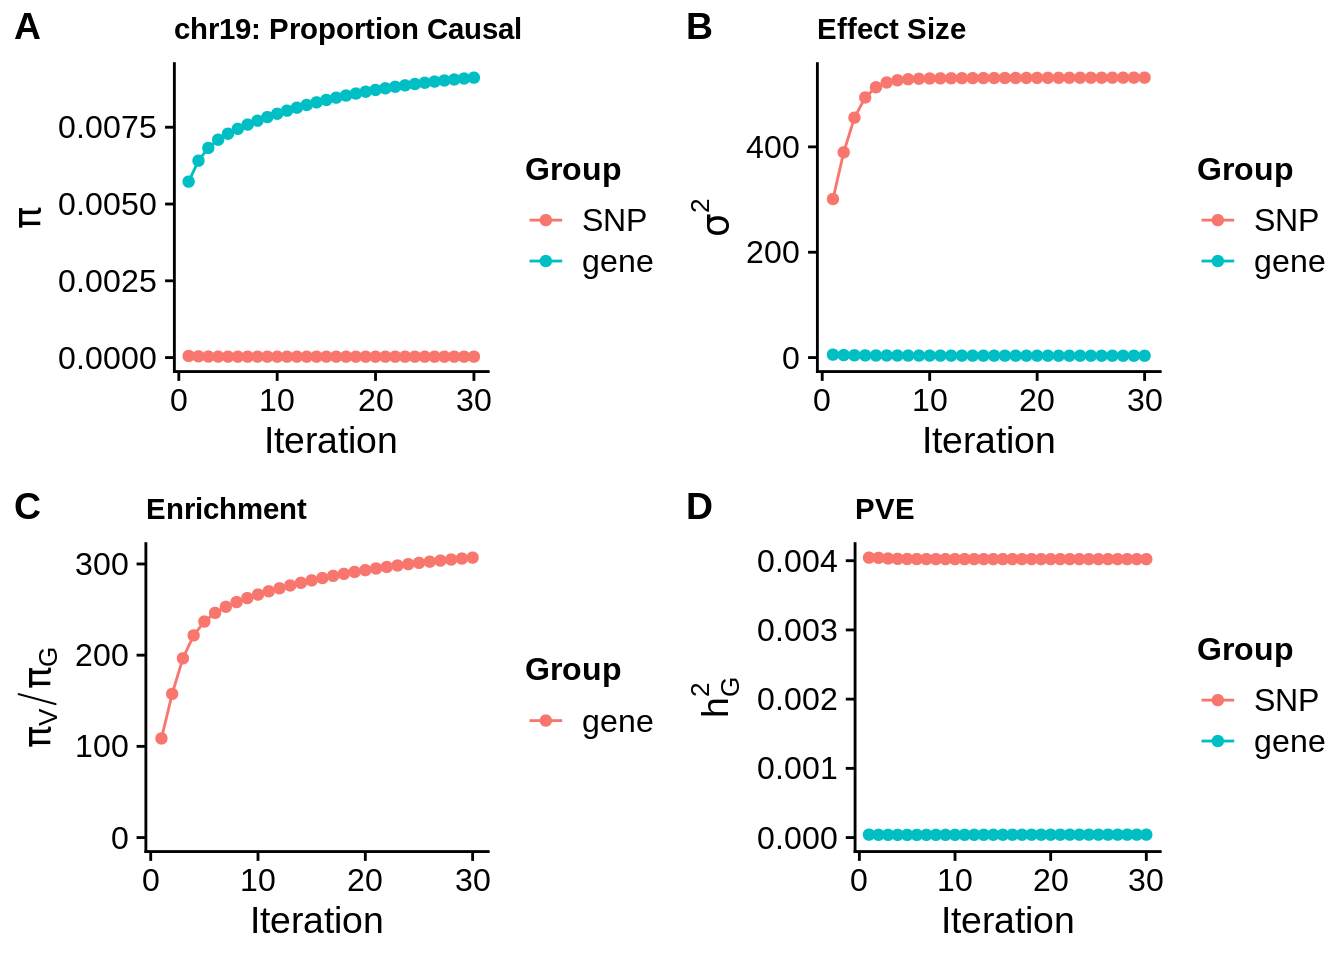 A
chr19: Proportion Causal
π
0.0075
0.0050
0.0025
0.0000
0
10
20
30
Iteration
Group
SNP
gene
B
Effect Size
σ²
400
200
0
0
10
20
30
Iteration
Group
SNP
gene
C
Enrichment
π_V/π_G
300
200
100
0
0
10
20
30
Iteration
Group
gene
D
PVE
h²_G
0.004
0.003
0.002
0.001
0.000
0
10
20
30
Iteration
Group
SNP
gene